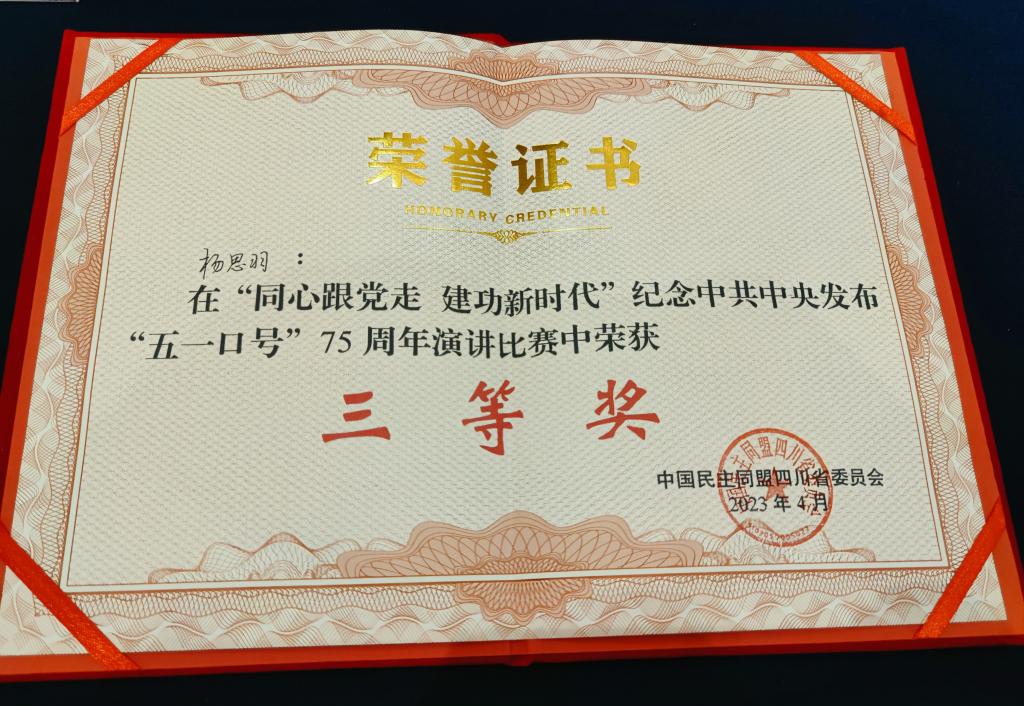 荣誉证书
HONORARY CREDENTIAL
杨思羽：
在“同心跟党走 建功新时代”纪念中共中央发布
“五一口号”75周年演讲比赛中荣获
三等奖
中国民主同盟四川省委员会
2023年4月